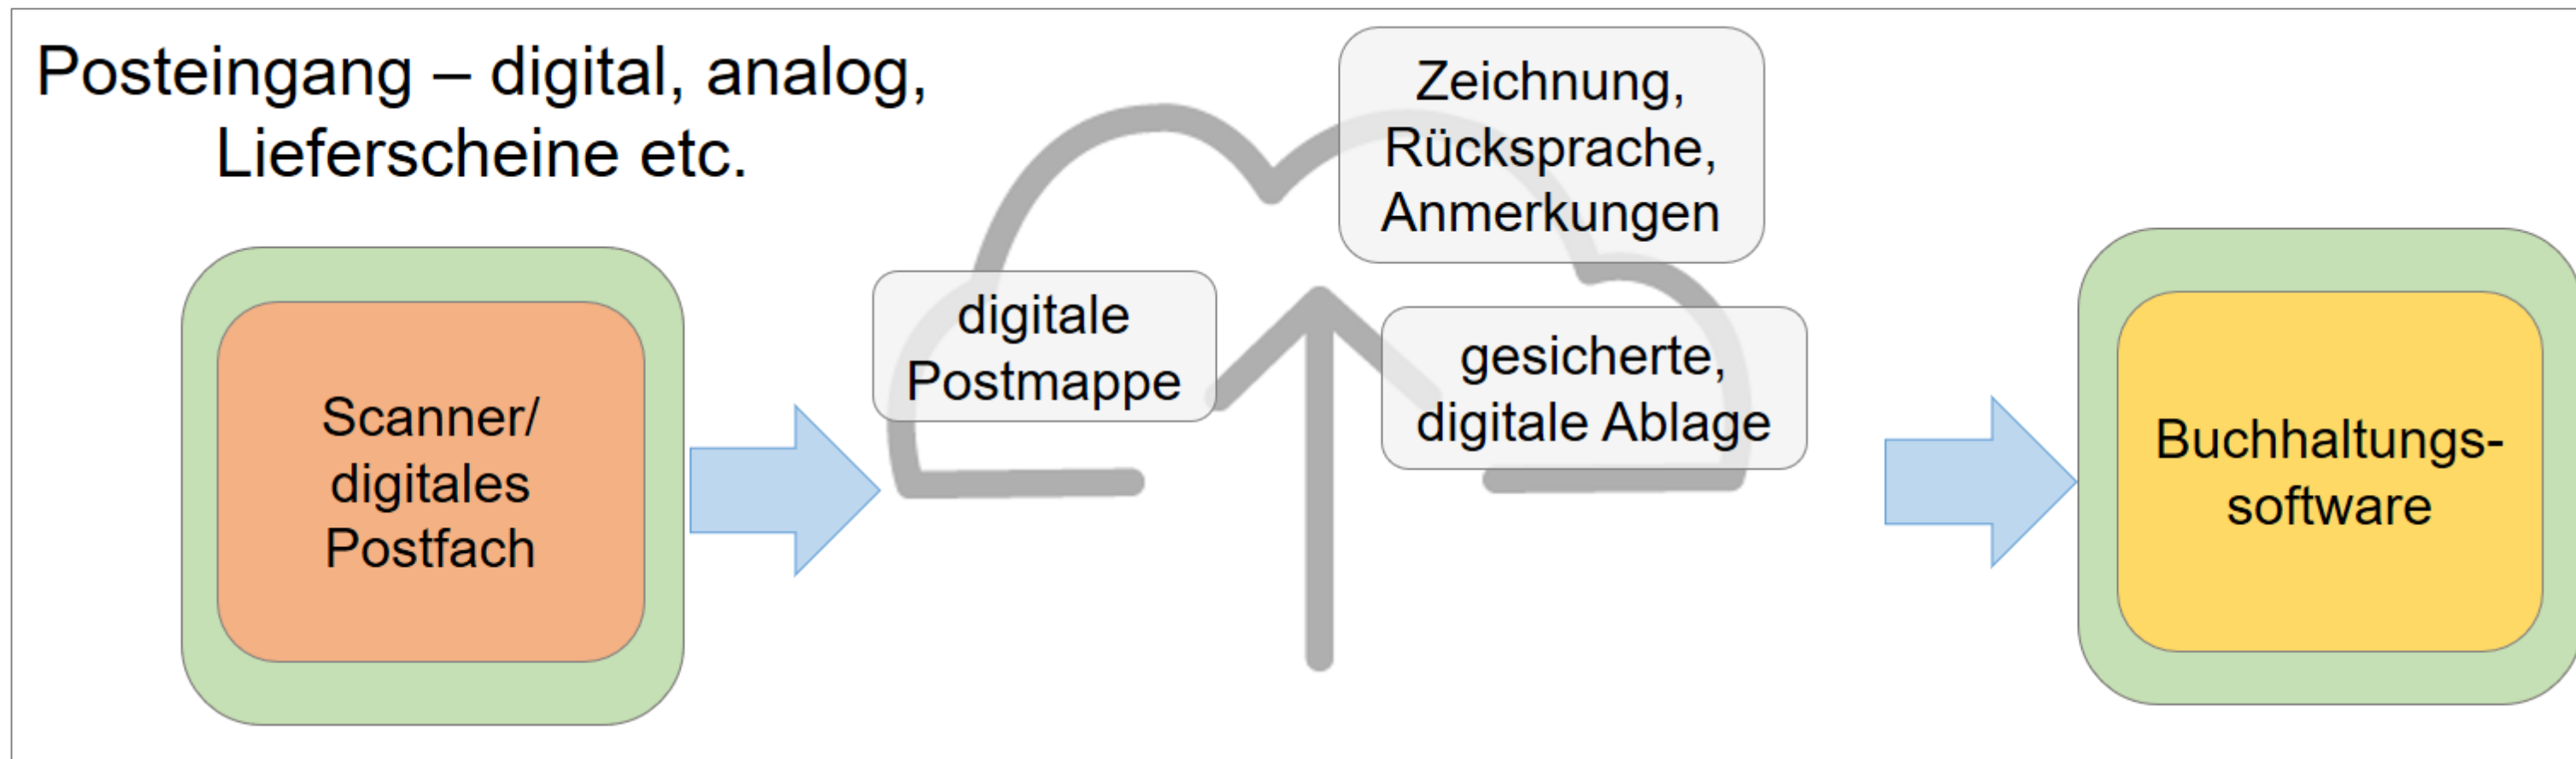 Posteingang – digital, analog,
Lieferscheine etc.
Scanner/
digitales
Postfach
digitale
Postmappe
Zeichnung,
Rücksprache,
Anmerkungen
gesicherte,
digitale Ablage
Buchhaltungs-
software